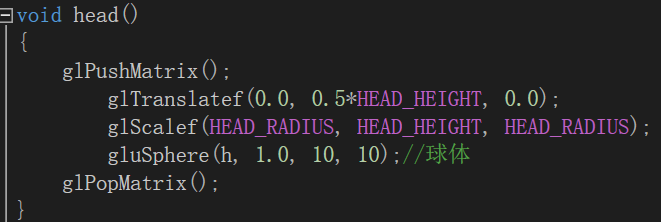 void head()
{
    glPushMatrix();
        glTranslatef(0.0, 0.5*HEAD_HEIGHT, 0.0);
        glScalef(HEAD_RADIUS, HEAD_HEIGHT, HEAD_RADIUS);
        gluSphere(h, 1.0, 10, 10);//球体
    glPopMatrix();
}